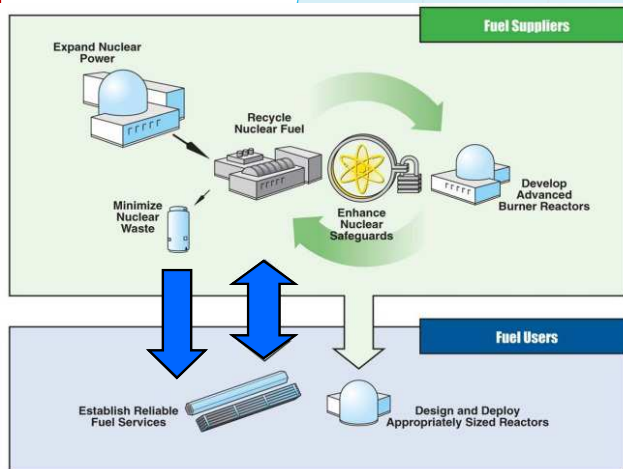 Fuel Suppliers
Expand Nuclear
Power
Recycle
Nuclear Fuel
Develop
Advanced
Burner Reactors
Minimize
Nuclear
Waste
Enhance
Nuclear
Safeguards
Fuel Users
Establish Reliable
Fuel Services
Design and Deploy
Appropriately Sized Reactors